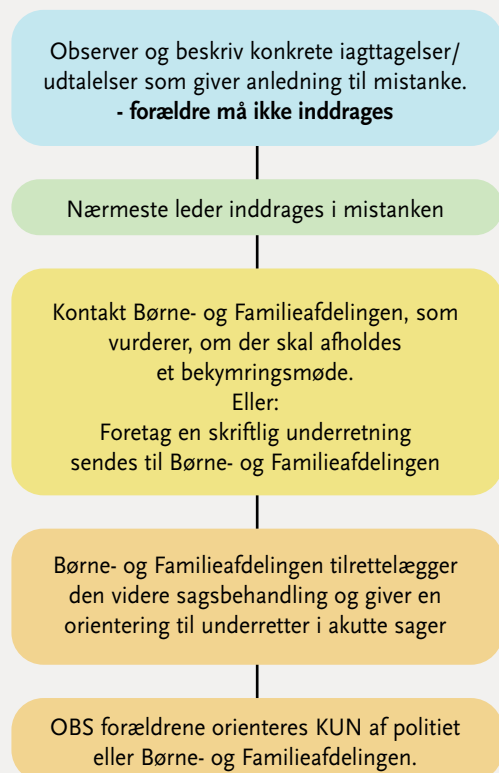 Observer og beskriv konkrete iagttagelser/
udtalelser som giver anledning til mistanke.
- forældre må ikke inddrages
Nærmeste leder inddrages i mistanken
Kontakt Børne- og Familieafdelingen, som
vurderer, om der skal afholdes
et bekymringsmøde.
Eller:
Foretag en skriftlig underretning
sendes til Børne- og Familieafdelingen
Børne- og Familieafdelingen tilrettelægger
den videre sagsbehandling og giver en
orientering til underretter i akutte sager
OBS forældrene orienteres KUN af politiet
eller Børne- og Familieafdelingen.